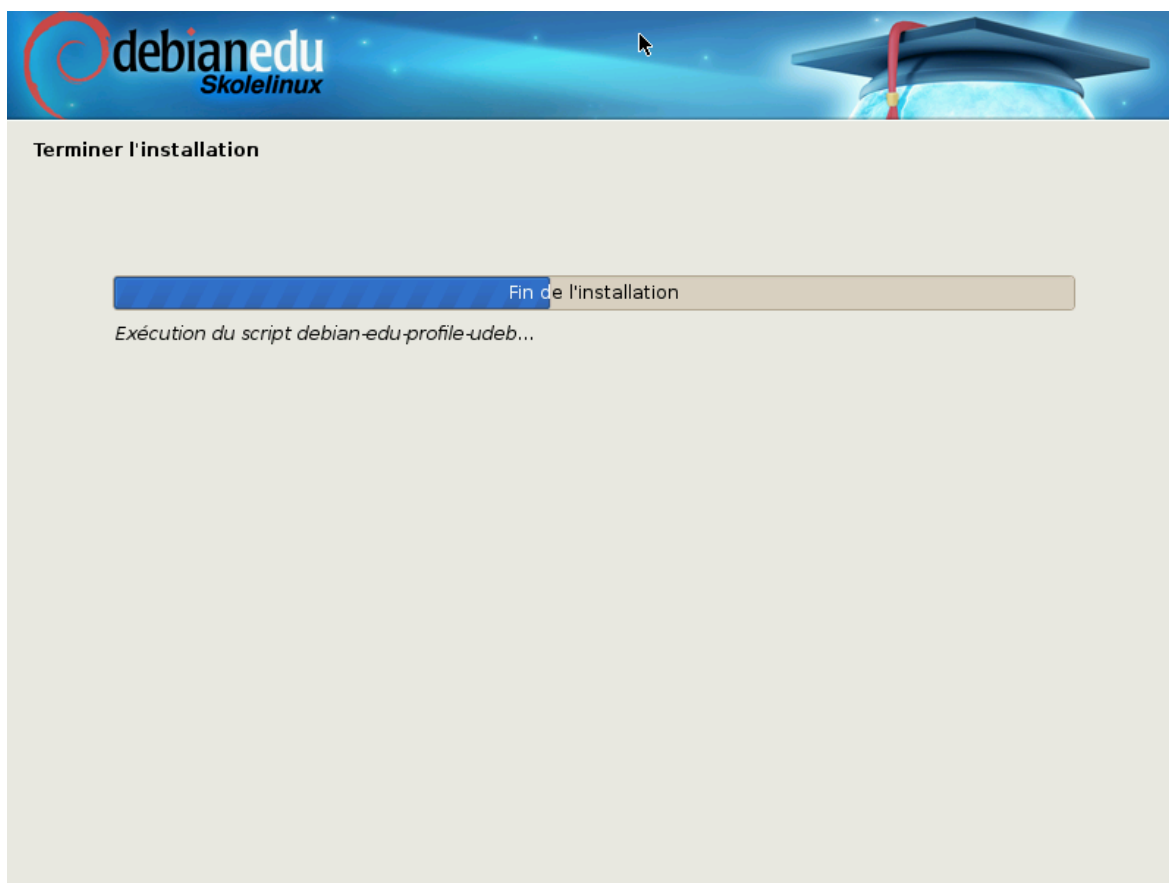 debianedu
Skolelinux
Terminer l'installation
Fin de l'installation
Exécution du script debian-edu-profile-udeb...